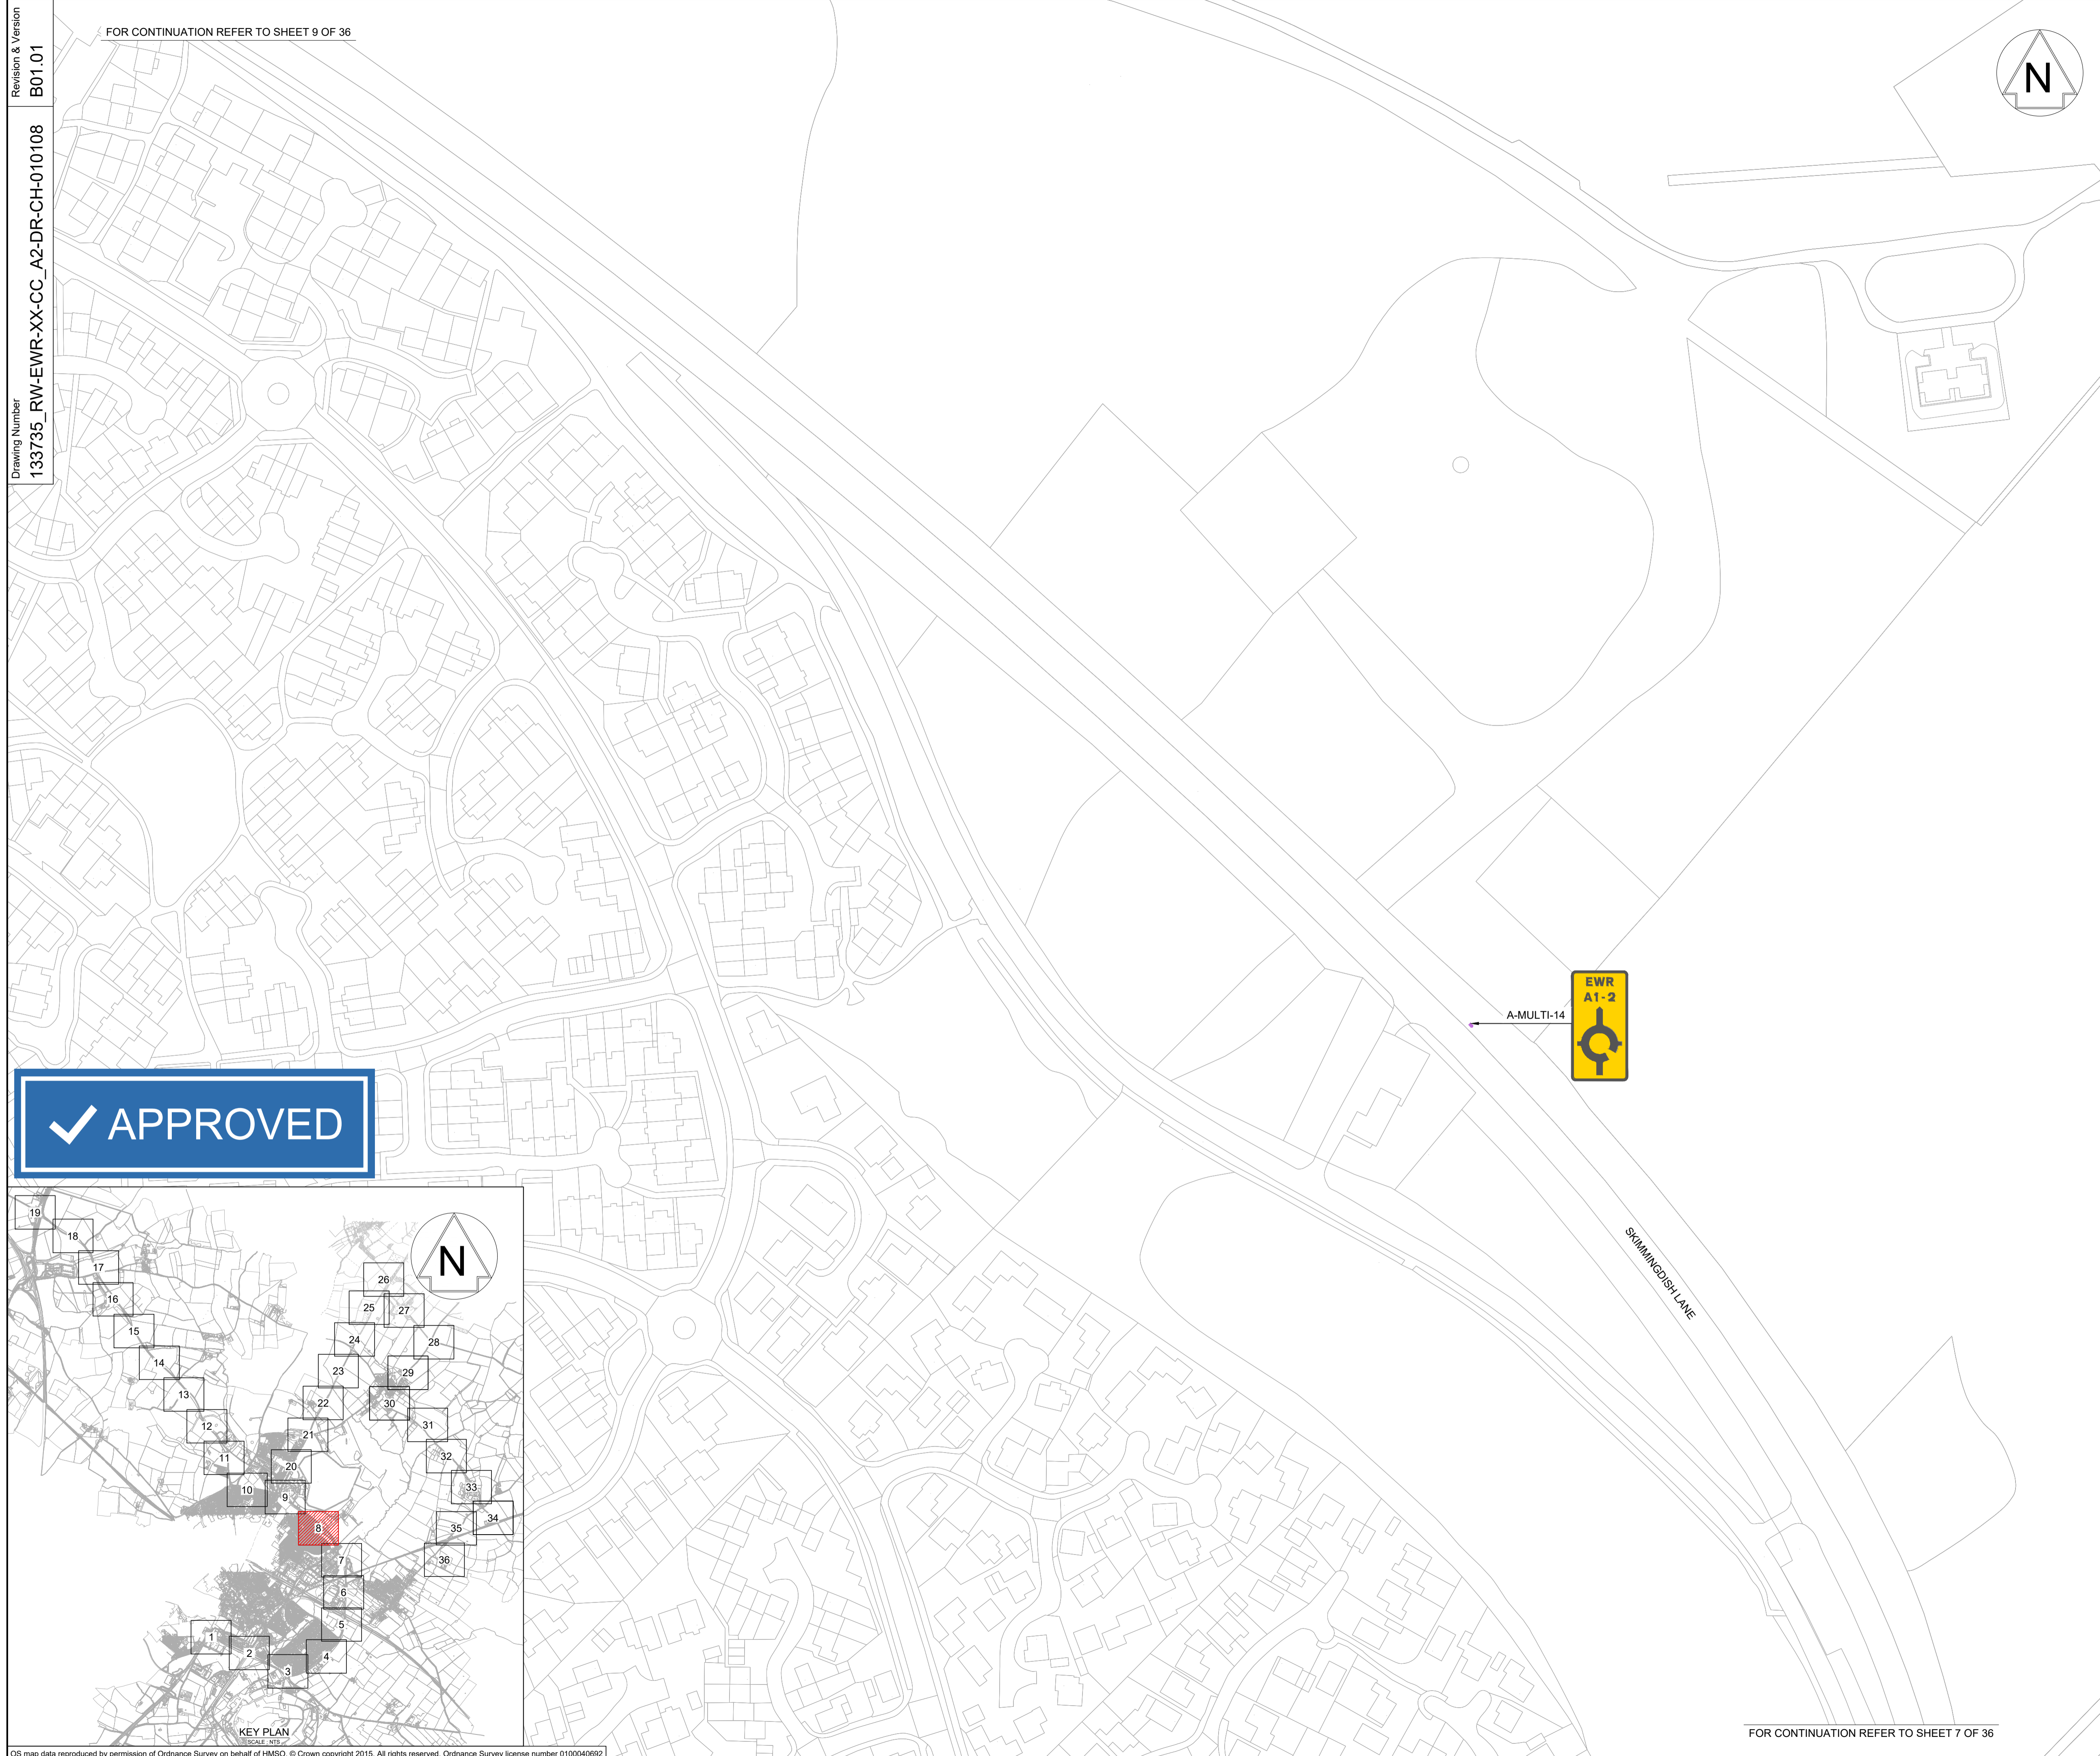 Revision & Version
B01.01
Drawing Number
133735_RW-EWR-XX-CC_A2-DR-CH-010108
FOR CONTINUATION REFER TO SHEET 9 OF 36
N
EWR
A1-2
A-MULTI-14
SKIMMINGDISH LANE
APPROVED
N
19
18
17
16
15
14
13
12
11
10
9
8
7
6
5
4
3
2
1
20
21
22
23
24
25
26
27
28
29
30
31
32
33
34
35
36
KEY PLAN
SCALE : NTS
FOR CONTINUATION REFER TO SHEET 7 OF 36
OS map data reproduced by permission of Ordnance Survey on behalf of HMSO. © Crown copyright 2015. All rights reserved. Ordnance Survey license number 0100040692